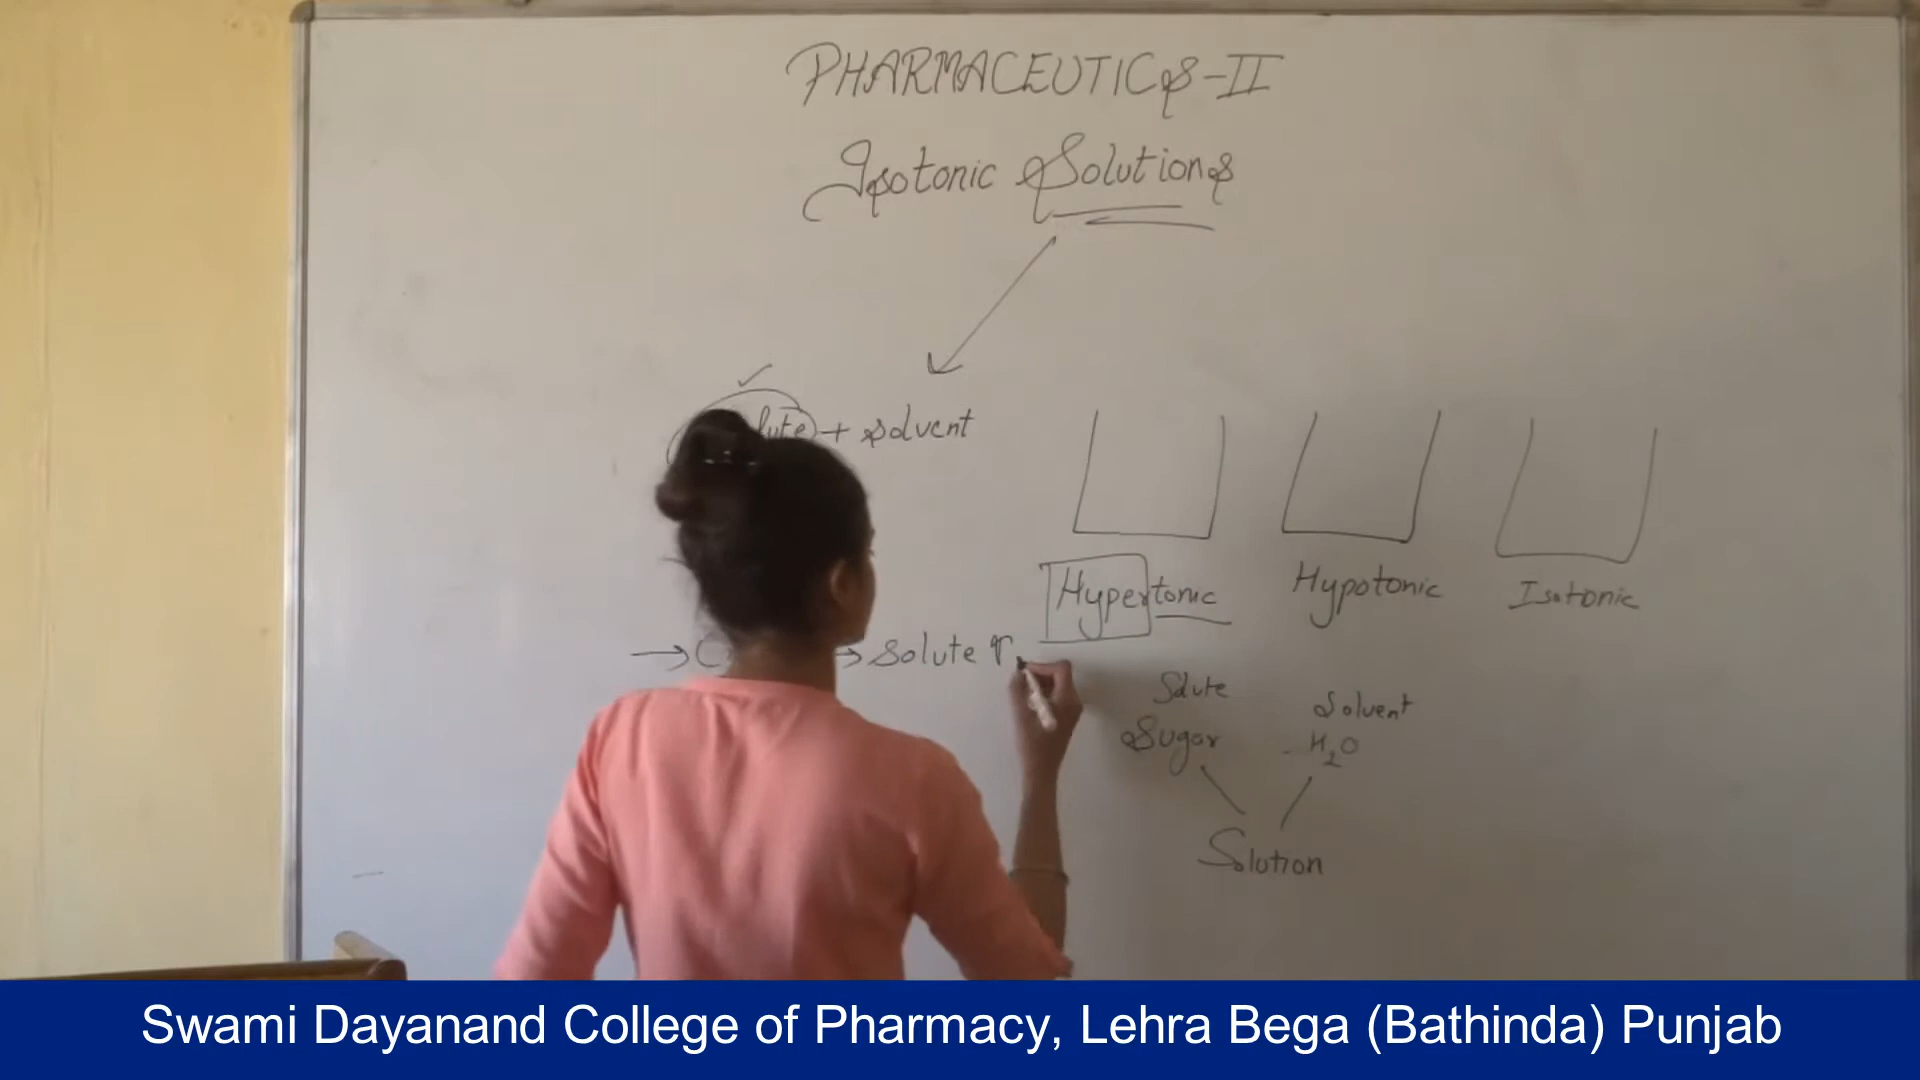 PHARMACEUTICS-II
Isotonic Solutions
+ solvent
Hypertonic
Hypotonic
Isotonic
→ → Solute ↑
Solute
Sugar
Solvent
H₂O
Solution
Swami Dayanand College of Pharmacy, Lehra Bega (Bathinda) Punjab